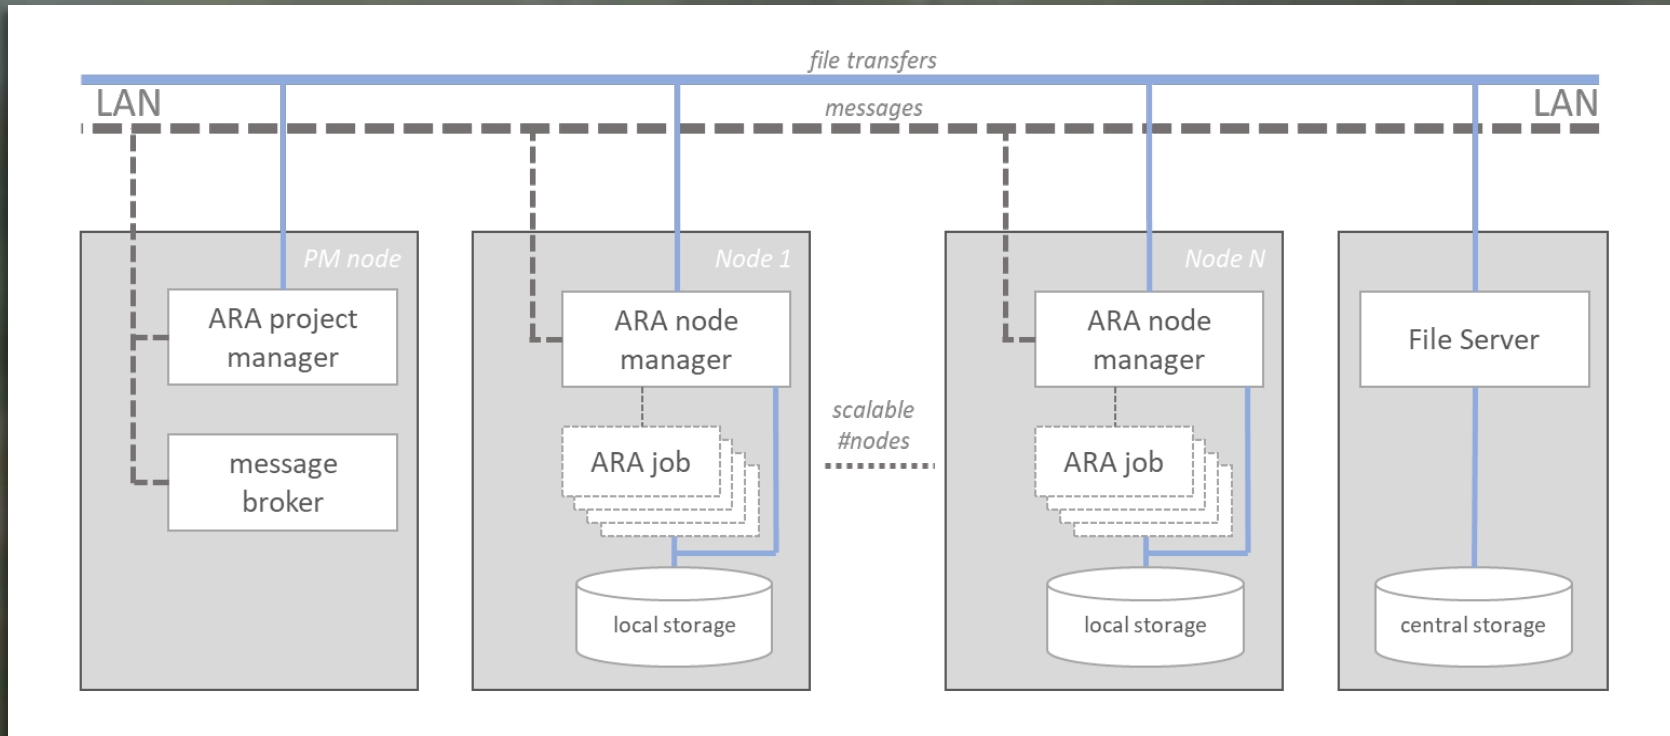 file transfers
LAN
messages
LAN
PM node
ARA project
manager
message
broker
Node 1
ARA node
manager
ARA job
local storage
scalable
#nodes
Node N
ARA node
manager
ARA job
local storage
File Server
central storage